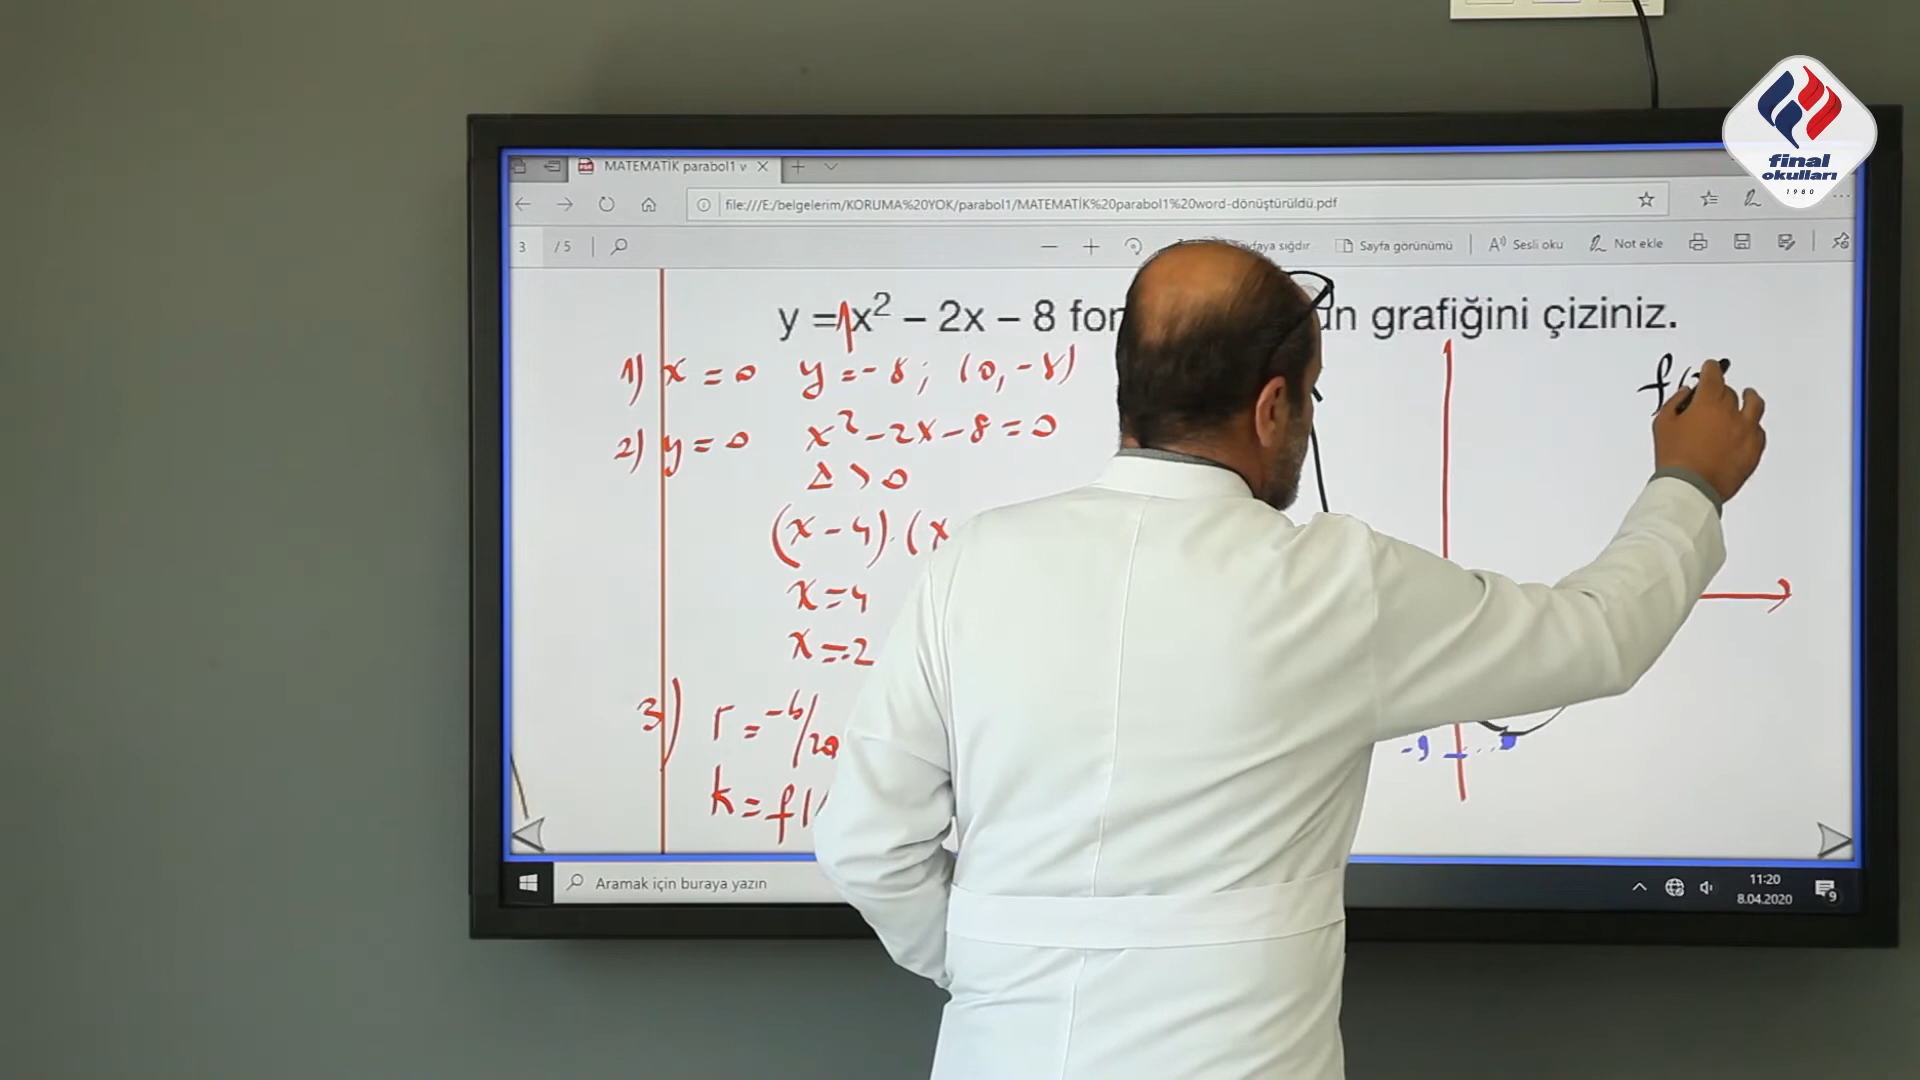 final
okulları
1980
MATEMATİK parabol1 v
file:///E:/belgelerim/KORUMA%20YOK/parabol1/MATEMATİK%20parabol1%20word-dönüştürüldü.pdf
3 / 5 sığdır Sayfa görünümü Sesli oku Not ekle
y = 1x² – 2x – 8 grafiğini çiziniz.
1) x = 0 y = -8 ; (0, -8)
2) y = 0 x² - 2x - 8 = 0
Δ > 0
(x - 4) . (x
x = 4
x = -2
3) r = -b/2a
k = f(
-9
Aramak için buraya yazın
11:20
8.04.2020
9